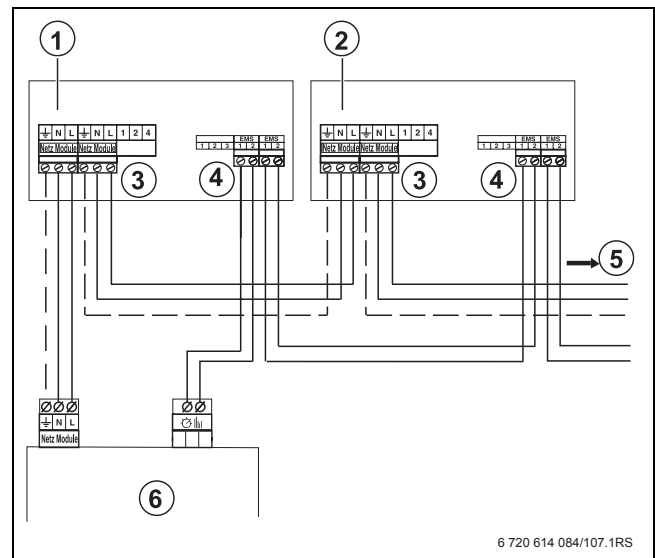 1
2
⏚ N L ⏚ N L 1 2 4
Netz Module Netz Module
3
EMS EMS
1 2 3 1 2 1 2
4
⏚ N L ⏚ N L 1 2 4
Netz Module Netz Module
3
EMS EMS
1 2 3 1 2 1 2
4
5
⏚ N L
Netz Module
6
6 720 614 084/107.1RS